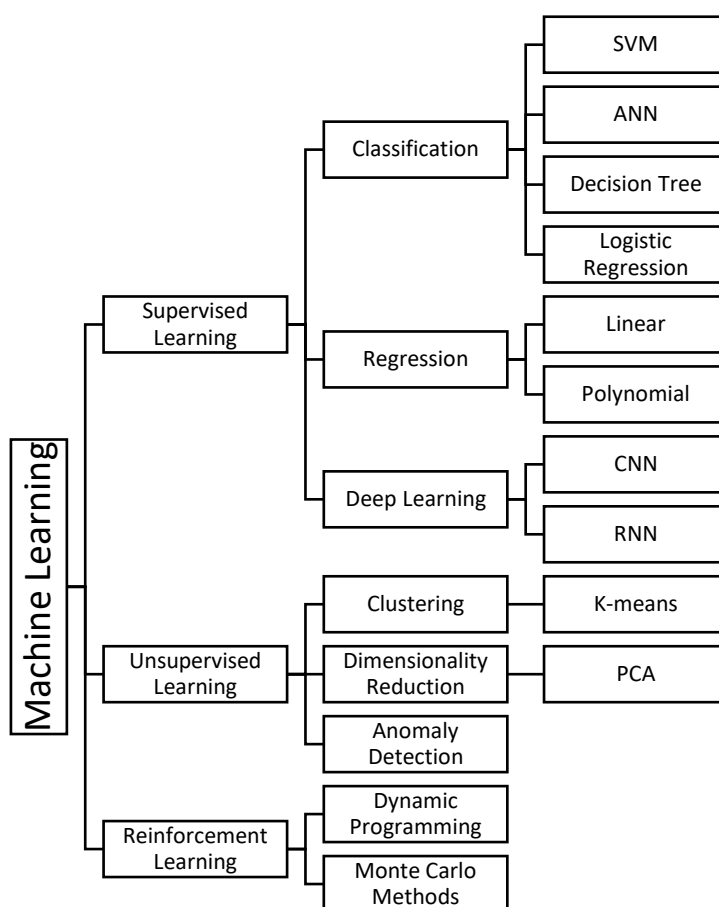 Machine Learning
Supervised
Learning
Classification
SVM
ANN
Decision Tree
Logistic
Regression
Regression
Linear
Polynomial
Deep Learning
CNN
RNN
Unsupervised
Learning
Clustering
K-means
Dimensionality
Reduction
PCA
Anomaly
Detection
Reinforcement
Learning
Dynamic
Programming
Monte Carlo
Methods